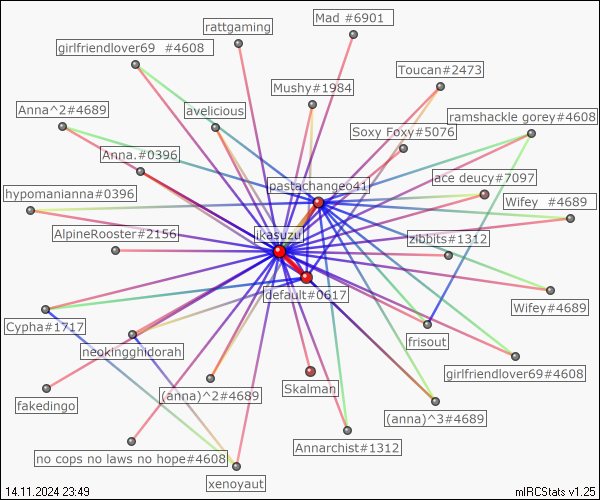 rattgaming
Mad #6901
girlfriendlover69  #4608
Toucan#2473
Mushy#1984
Anna^2#4689
avelicious
ramshackle gorey#4608
Soxy Foxy#5076
Anna.#0396
ace deucy#7097
pastachangeo41
hypomanianna#0396
Wifey  #4689
ikasuzu
AlpineRooster#2156
zibbits#1312
default#0617
Wifey#4689
Cypha#1717
frisout
neokingghidorah
girlfriendlover69#4608
Skalman
(anna)^2#4689
fakedingo
(anna)^3#4689
Annarchist#1312
no cops no laws no hope#4608
xenoyaut
14.11.2024 23:49
mIRCStats v1.25